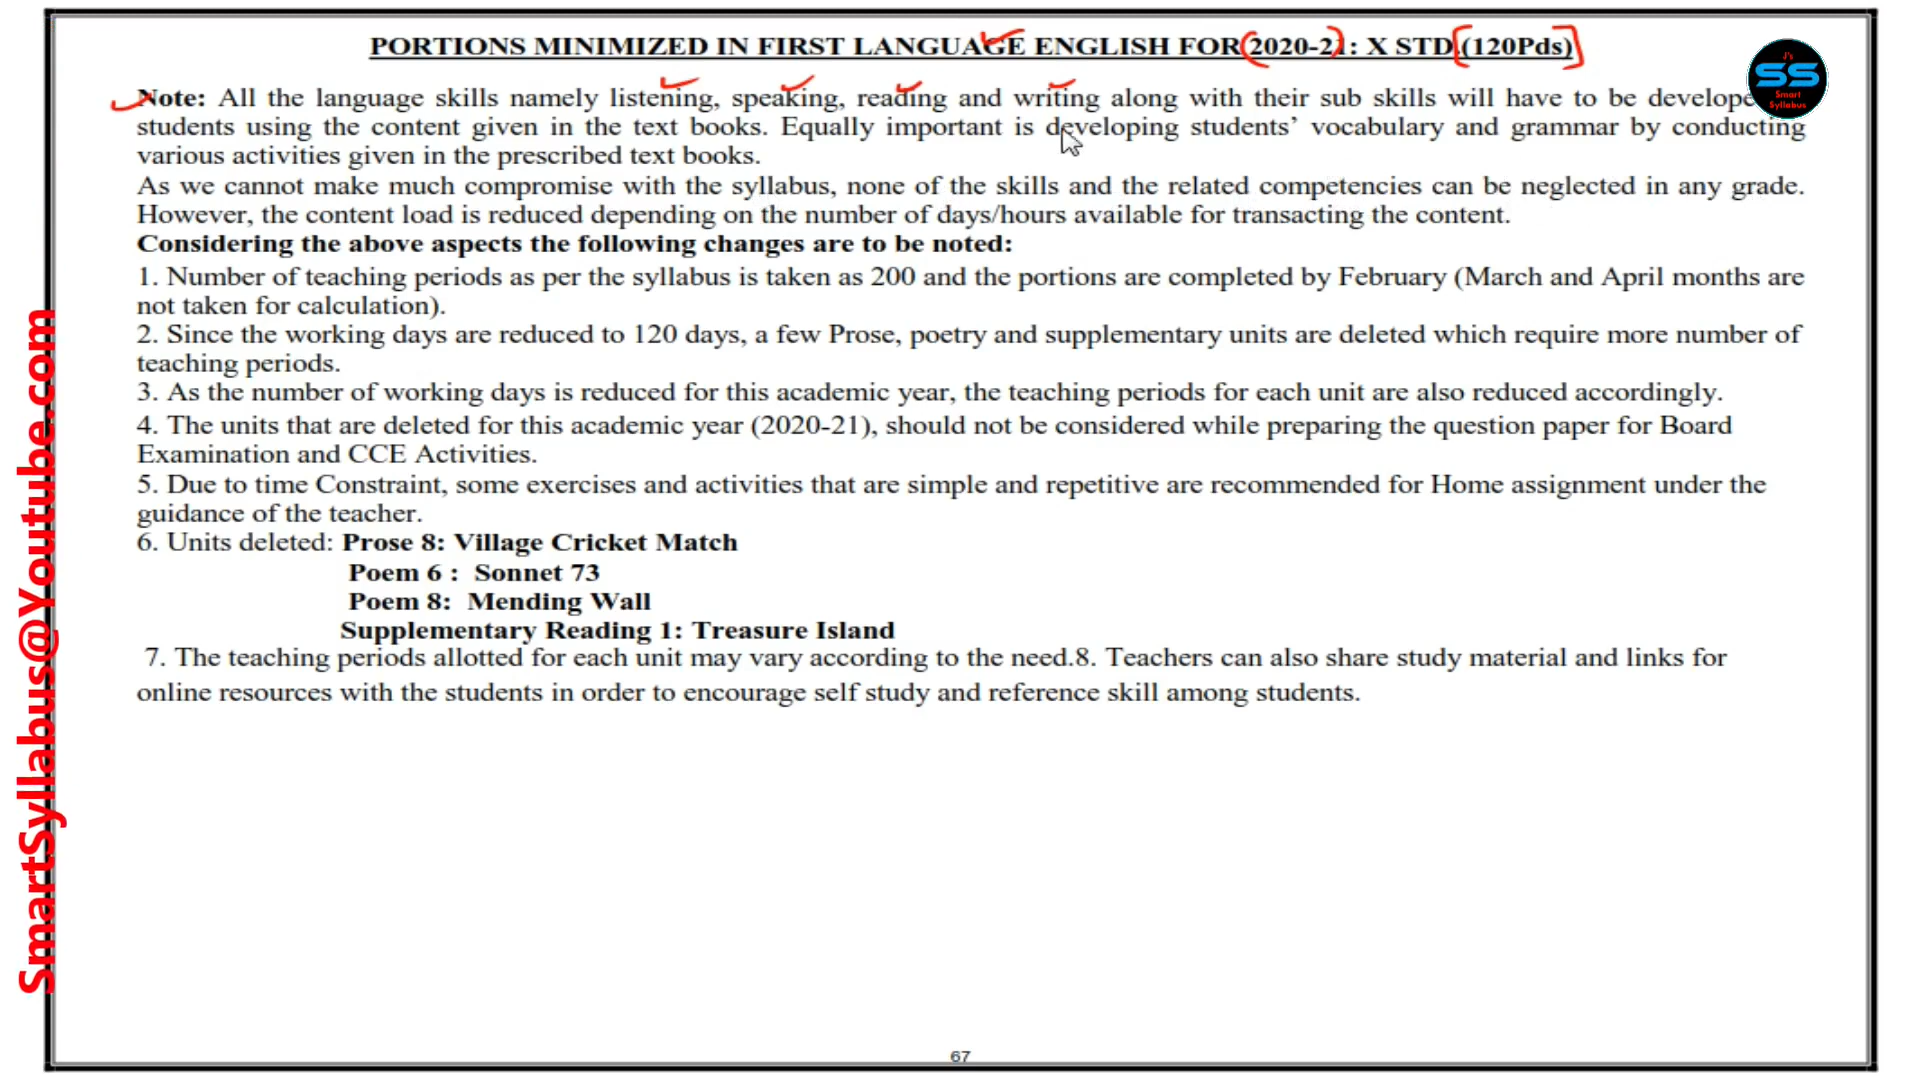 PORTIONS MINIMIZED IN FIRST LANGUAGE ENGLISH FOR (2020-21: X STD (120Pds)
J's
SS
Smart
Syllabus
Note: All the language skills namely listening, speaking, reading and writing along with their sub skills will have to be
students using the content given in the text books. Equally important is developing students’ vocabulary and grammar by conducting
various activities given in the prescribed text books.
As we cannot make much compromise with the syllabus, none of the skills and the related competencies can be neglected in any grade.
However, the content load is reduced depending on the number of days/hours available for transacting the content.
Considering the above aspects the following changes are to be noted:
1. Number of teaching periods as per the syllabus is taken as 200 and the portions are completed by February (March and April months are
not taken for calculation).
2. Since the working days are reduced to 120 days, a few Prose, poetry and supplementary units are deleted which require more number of
teaching periods.
3. As the number of working days is reduced for this academic year, the teaching periods for each unit are also reduced accordingly.
4. The units that are deleted for this academic year (2020-21), should not be considered while preparing the question paper for Board
Examination and CCE Activities.
5. Due to time Constraint, some exercises and activities that are simple and repetitive are recommended for Home assignment under the
guidance of the teacher.
6. Units deleted: Prose 8: Village Cricket Match
Poem 6 : Sonnet 73
Poem 8: Mending Wall
Supplementary Reading 1: Treasure Island
7. The teaching periods allotted for each unit may vary according to the need.8. Teachers can also share study material and links for
online resources with the students in order to encourage self study and reference skill among students.
67
SmartSyllabus@Youtube.com